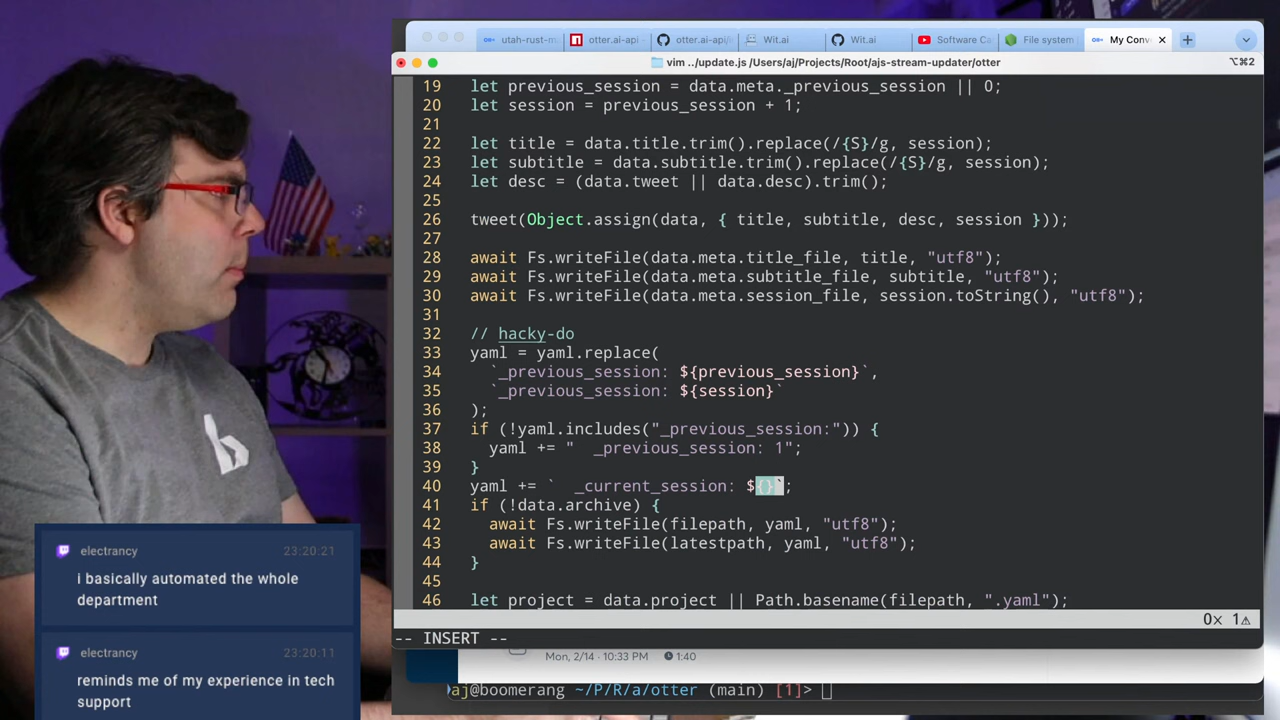 utah-rust-m
otter.ai-api -
otter.ai-api/
Wit.ai
Wit.ai
Software Ca
File system
My Conv
vim ../update.js /Users/aj/Projects/Root/ajs-stream-updater/otter
⌥⌘2
19 let previous_session = data.meta._previous_session || 0;
20 let session = previous_session + 1;
21
22 let title = data.title.trim().replace(/{S}/g, session);
23 let subtitle = data.subtitle.trim().replace(/{S}/g, session);
24 let desc = (data.tweet || data.desc).trim();
25
26 tweet(Object.assign(data, { title, subtitle, desc, session }));
27
28 await Fs.writeFile(data.meta.title_file, title, "utf8");
29 await Fs.writeFile(data.meta.subtitle_file, subtitle, "utf8");
30 await Fs.writeFile(data.meta.session_file, session.toString(), "utf8");
31
32 // hacky-do
33 yaml = yaml.replace(
34 `_previous_session: ${previous_session}`,
35 `_previous_session: ${session}`
36 );
37 if (!yaml.includes("_previous_session:")) {
38 yaml += "  _previous_session: 1";
39 }
40 yaml += `  _current_session: ${}`;
41 if (!data.archive) {
42 await Fs.writeFile(filepath, yaml, "utf8");
43 await Fs.writeFile(latestpath, yaml, "utf8");
44 }
45
46 let project = data.project || Path.basename(filepath, ".yaml");
0× 1⚠
-- INSERT --
Mon, 2/14 · 10:33 PM 1:40
aj@boomerang ~/P/R/a/otter (main) [1]>
electrancy 23:20:21
i basically automated the whole
department
electrancy 23:20:11
reminds me of my experience in tech
support